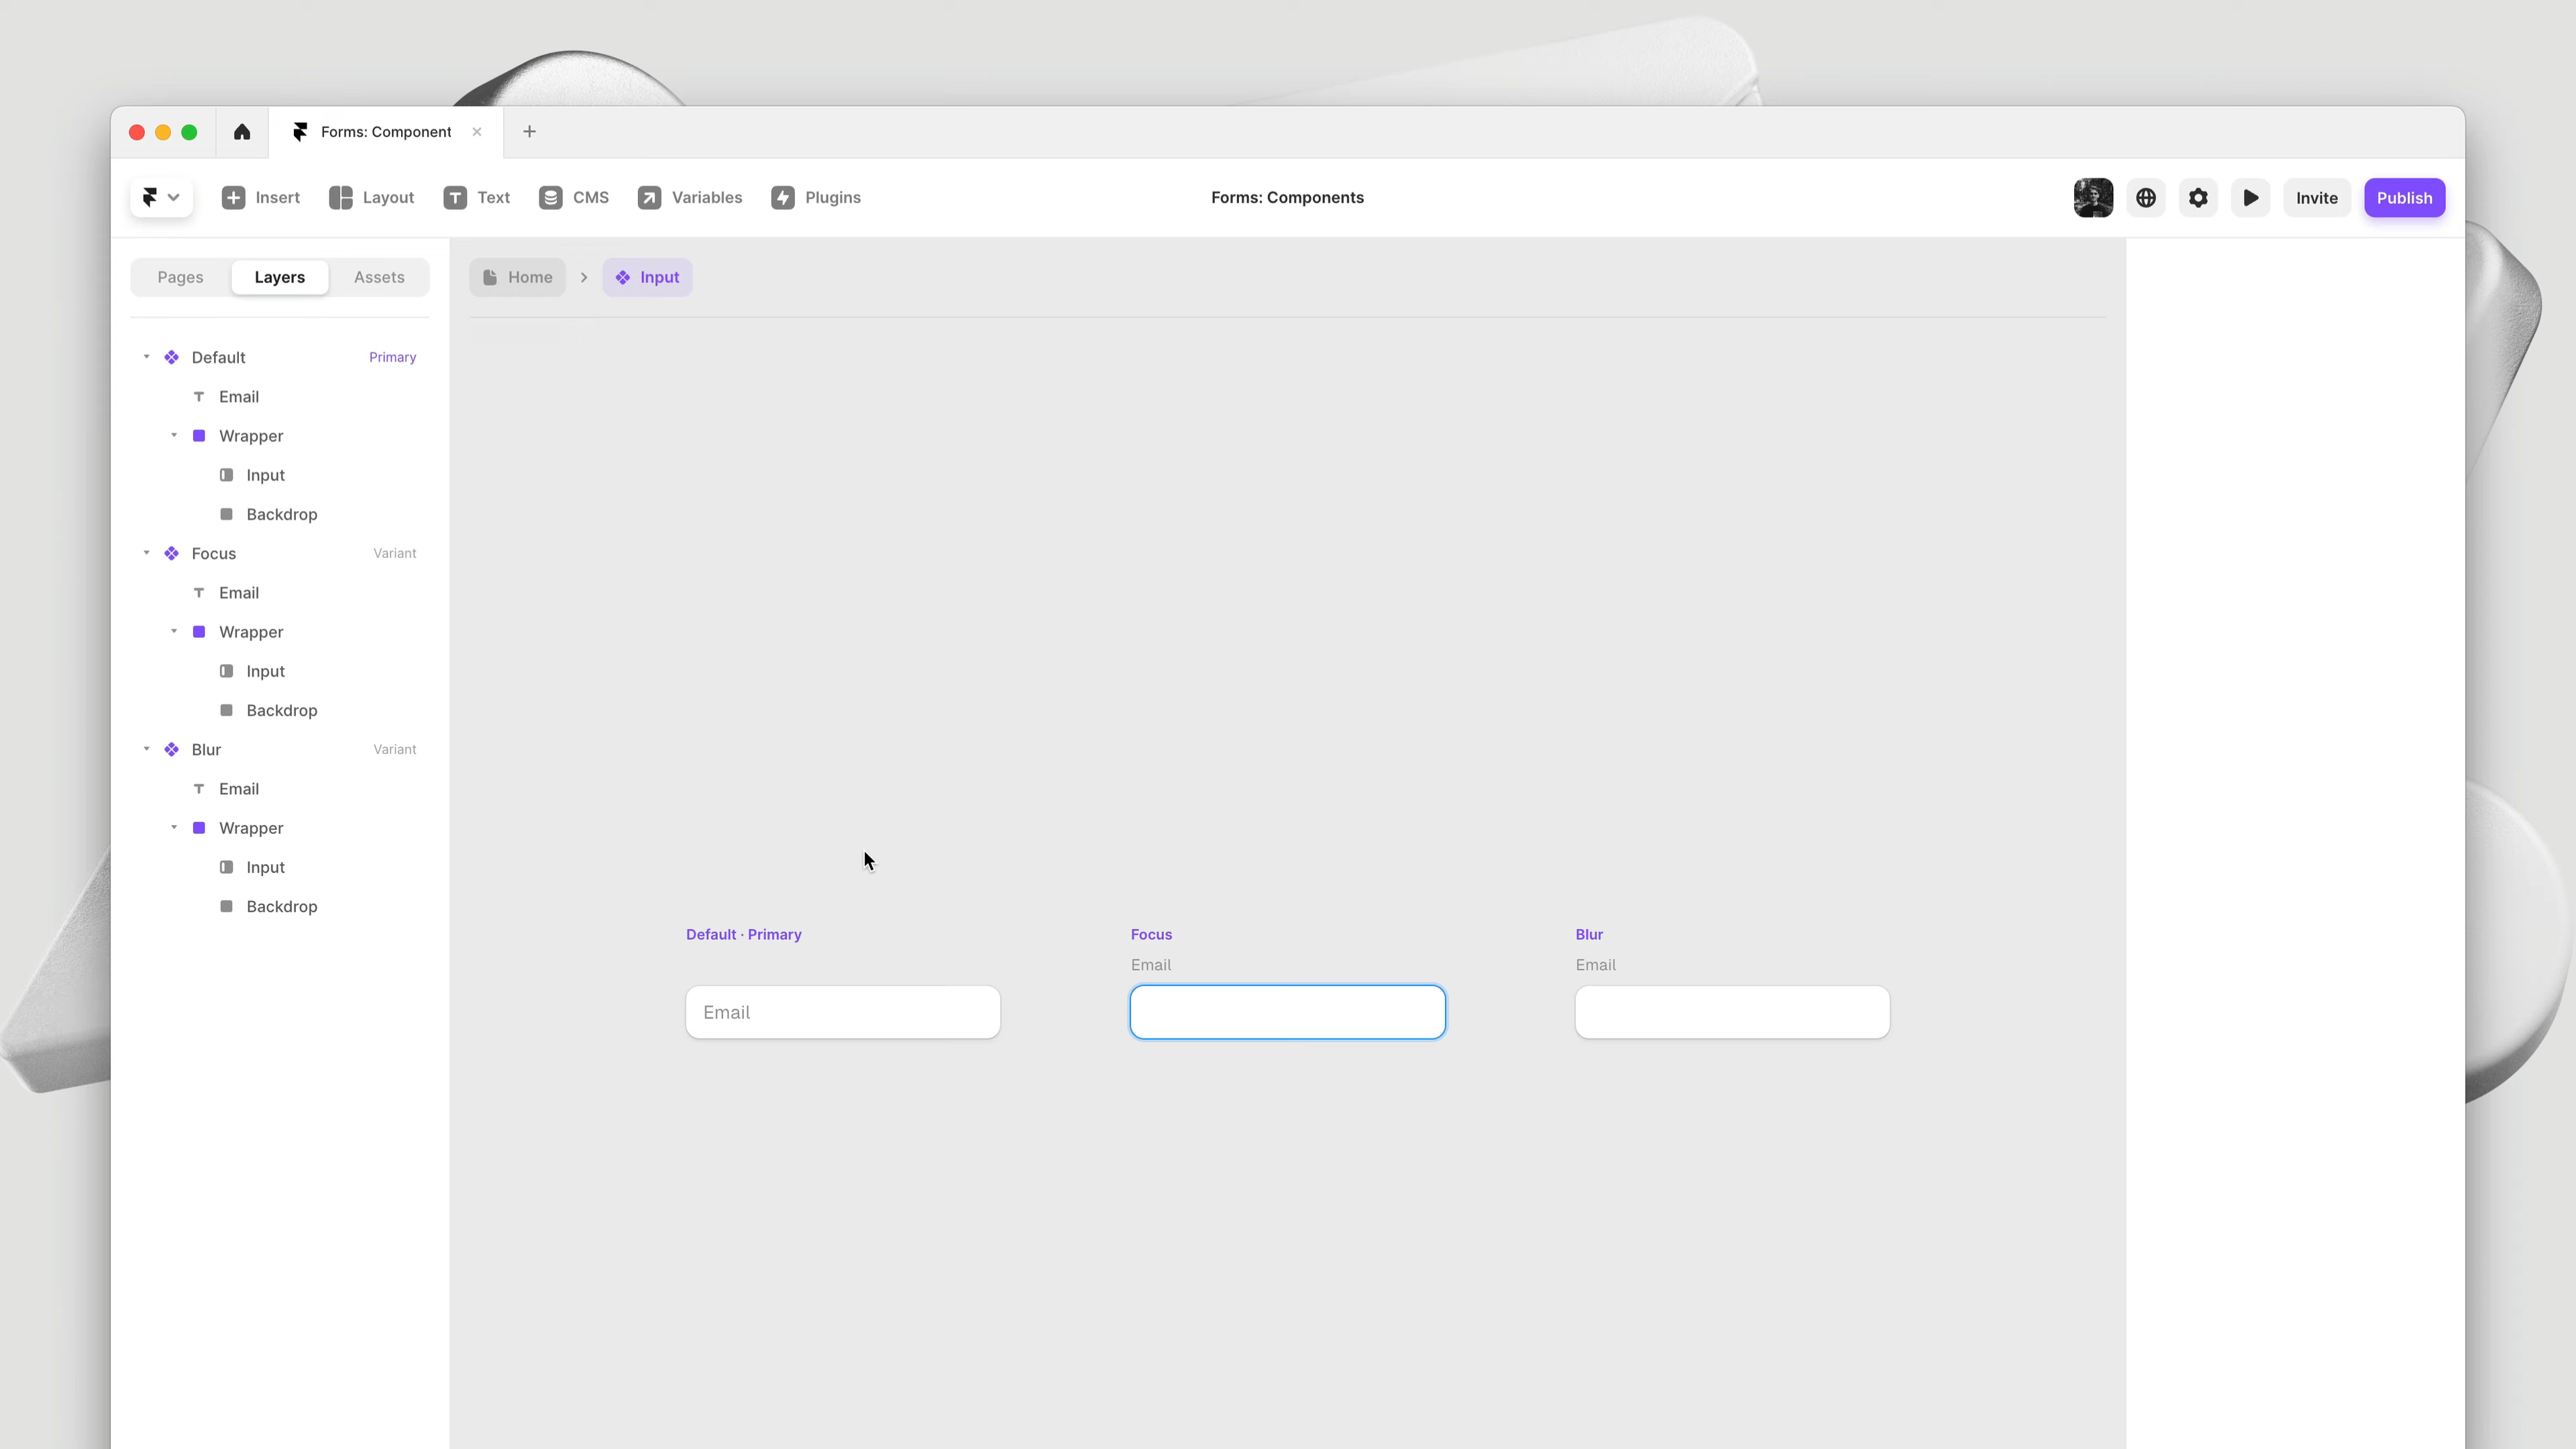 Forms: Component
Insert Layout Text CMS Variables Plugins
Forms: Components
Invite Publish
Pages Layers Assets
Home Input
Default Primary
Email
Wrapper
Input
Backdrop
Focus Variant
Email
Wrapper
Input
Backdrop
Blur Variant
Email
Wrapper
Input
Backdrop
Default · Primary
Email
Focus
Email
Blur
Email